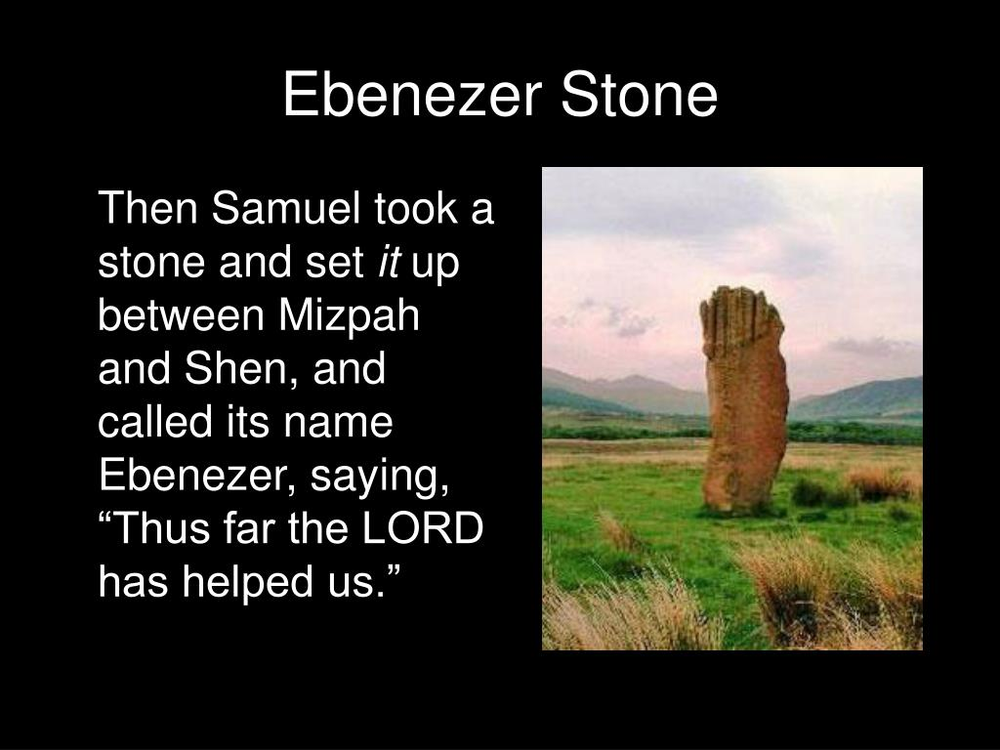 Ebenezer Stone
Then Samuel took a
stone and set it up
between Mizpah
and Shen, and
called its name
Ebenezer, saying,
“Thus far the LORD
has helped us.”